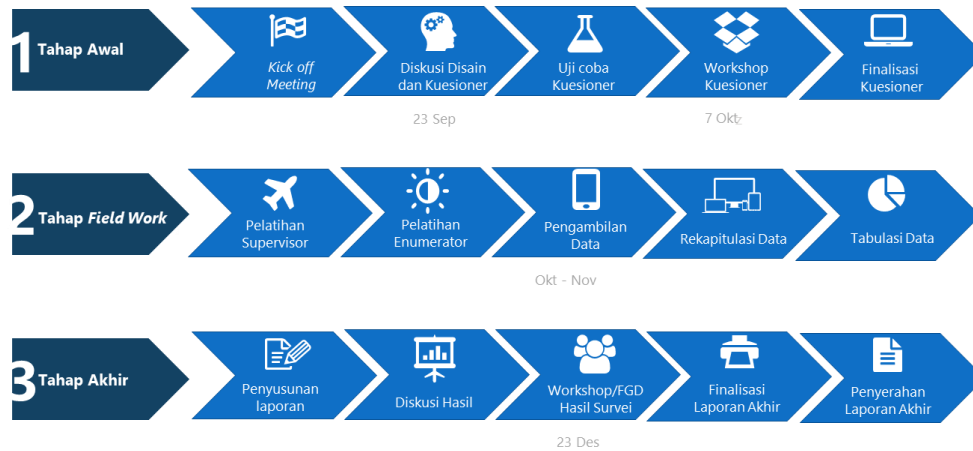 1 Tahap Awal
Kick off
Meeting
Diskusi Disain
dan Kuesioner
Uji coba
Kuesioner
Workshop
Kuesioner
Finalisasi
Kuesioner
23 Sep
7 Okt
2 Tahap Field Work
Pelatihan
Supervisor
Pelatihan
Enumerator
Pengambilan
Data
Rekapitulasi Data
Tabulasi Data
Okt - Nov
3 Tahap Akhir
Penyusunan
laporan
Diskusi Hasil
Workshop/FGD
Hasil Survei
Finalisasi
Laporan Akhir
Penyerahan
Laporan Akhir
23 Des